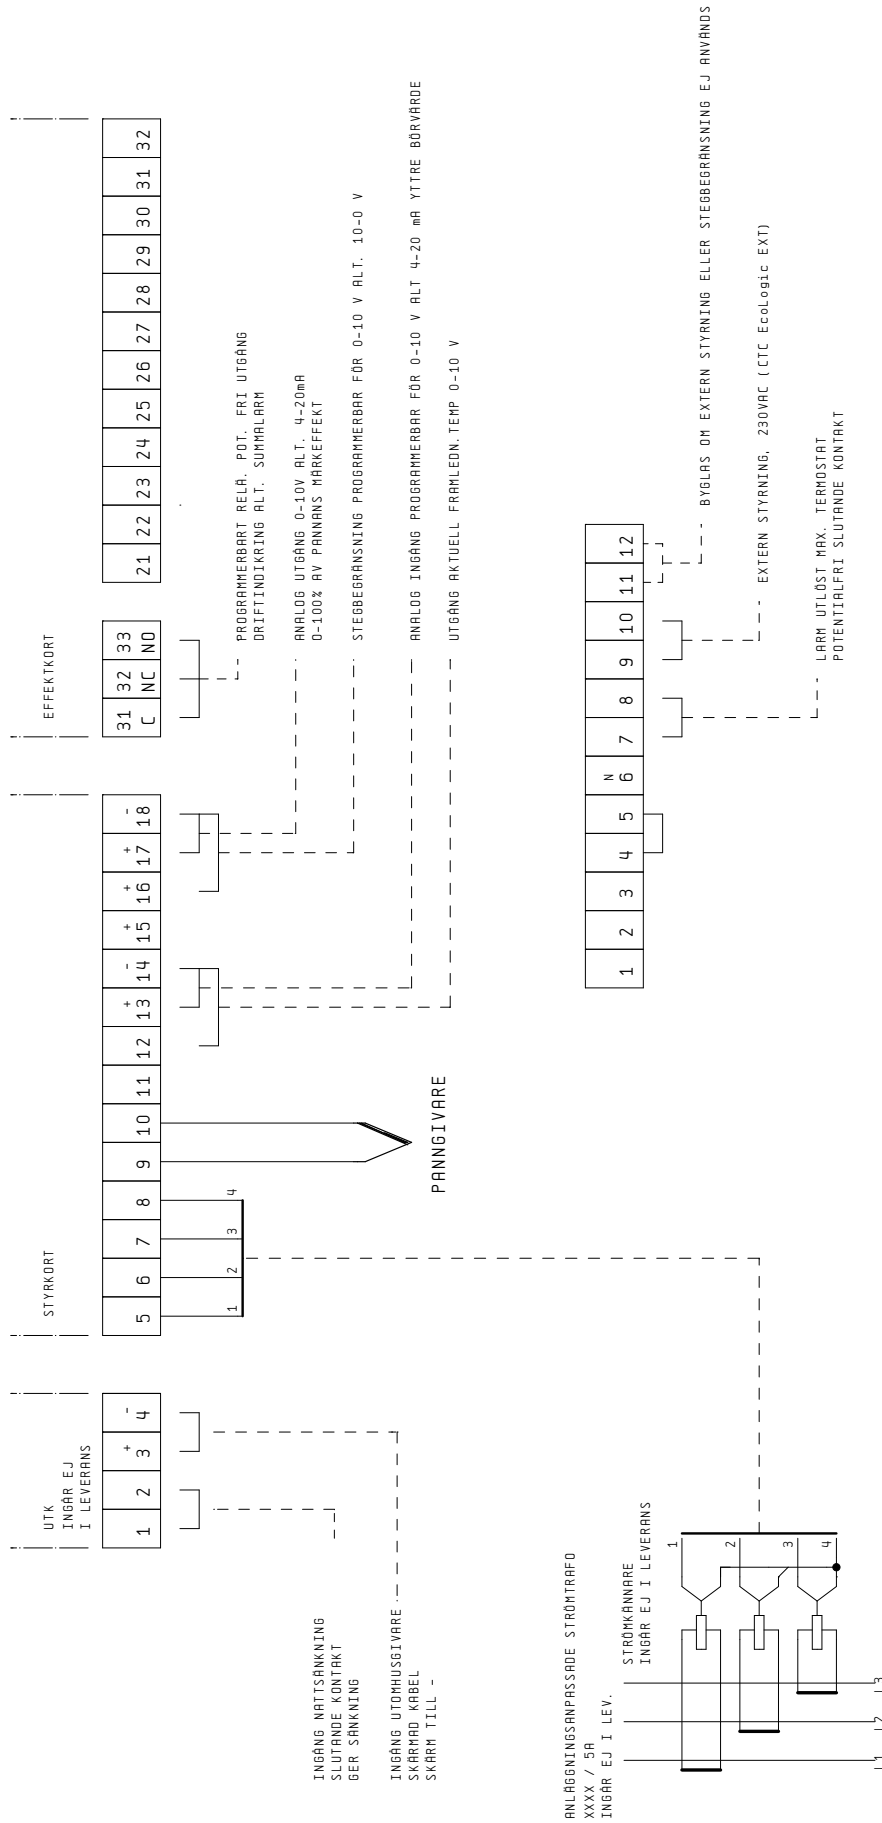 UTK
INGÅR EJ
I LEVERANS
1 2 3 4
+ -
STYRKORT
5 6 7 8 9 10 11 12 13 14 15 16 17 18
+ - + + + -
EFFEKTKORT
31 32 33
C NC NO
21 22 23 24 25 26 27 28 29 30 31 32
1 2 3 4
PANNGIVARE
PROGRAMMERBART RELÄ. POT. FRI UTGÅNG
DRIFTINDIKRING ALT. SUMMALARM
ANALOG UTGÅNG 0-10V ALT. 4-20mA
0-100% AV PANNANS MÄRKEFFEKT
STEGBEGRÄNSNING PROGRAMMERBAR FÖR 0-10 V ALT. 10-0 V
ANALOG INGÅNG PROGRAMMERBAR FÖR 0-10 V ALT 4-20 mA YTTRE BÖRVÄRDE
UTGÅNG AKTUELL FRAMLEDN.TEMP 0-10 V
INGÅNG NATTSÄNKNING
SLUTANDE KONTAKT
GER SÄNKNING
INGÅNG UTOMHUSGIVARE
SKÄRMAD KABEL
SKÄRM TILL -
ANLÄGGNINGSANPASSADE STRÖMTRAFO
XXXX / 5A
INGÅR EJ I LEV.
STRÖMKÄNNARE
INGÅR EJ I LEVERANS
1
2
3
4
L1 L2 L3
N
1 2 3 4 5 6 7 8 9 10 11 12
BYGLAS OM EXTERN STYRNING ELLER STEGBEGRÄNSNING EJ ANVÄNDS
EXTERN STYRNING, 230VAC (CTC EcoLogic EXT)
LARM UTLÖST MAX. TERMOSTAT
POTENTIALFRI SLUTANDE KONTAKT